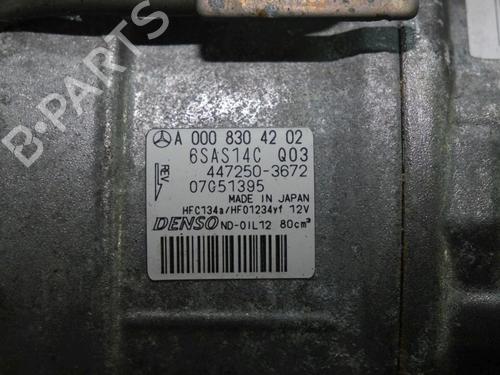 B-PARTS
A 000 830 42 02
6SAS14C Q03
REV
447250-3672
07G51395
MADE IN JAPAN
HFC134a/HFO1234yf 12V
DENSO ND-OIL12 80cm³